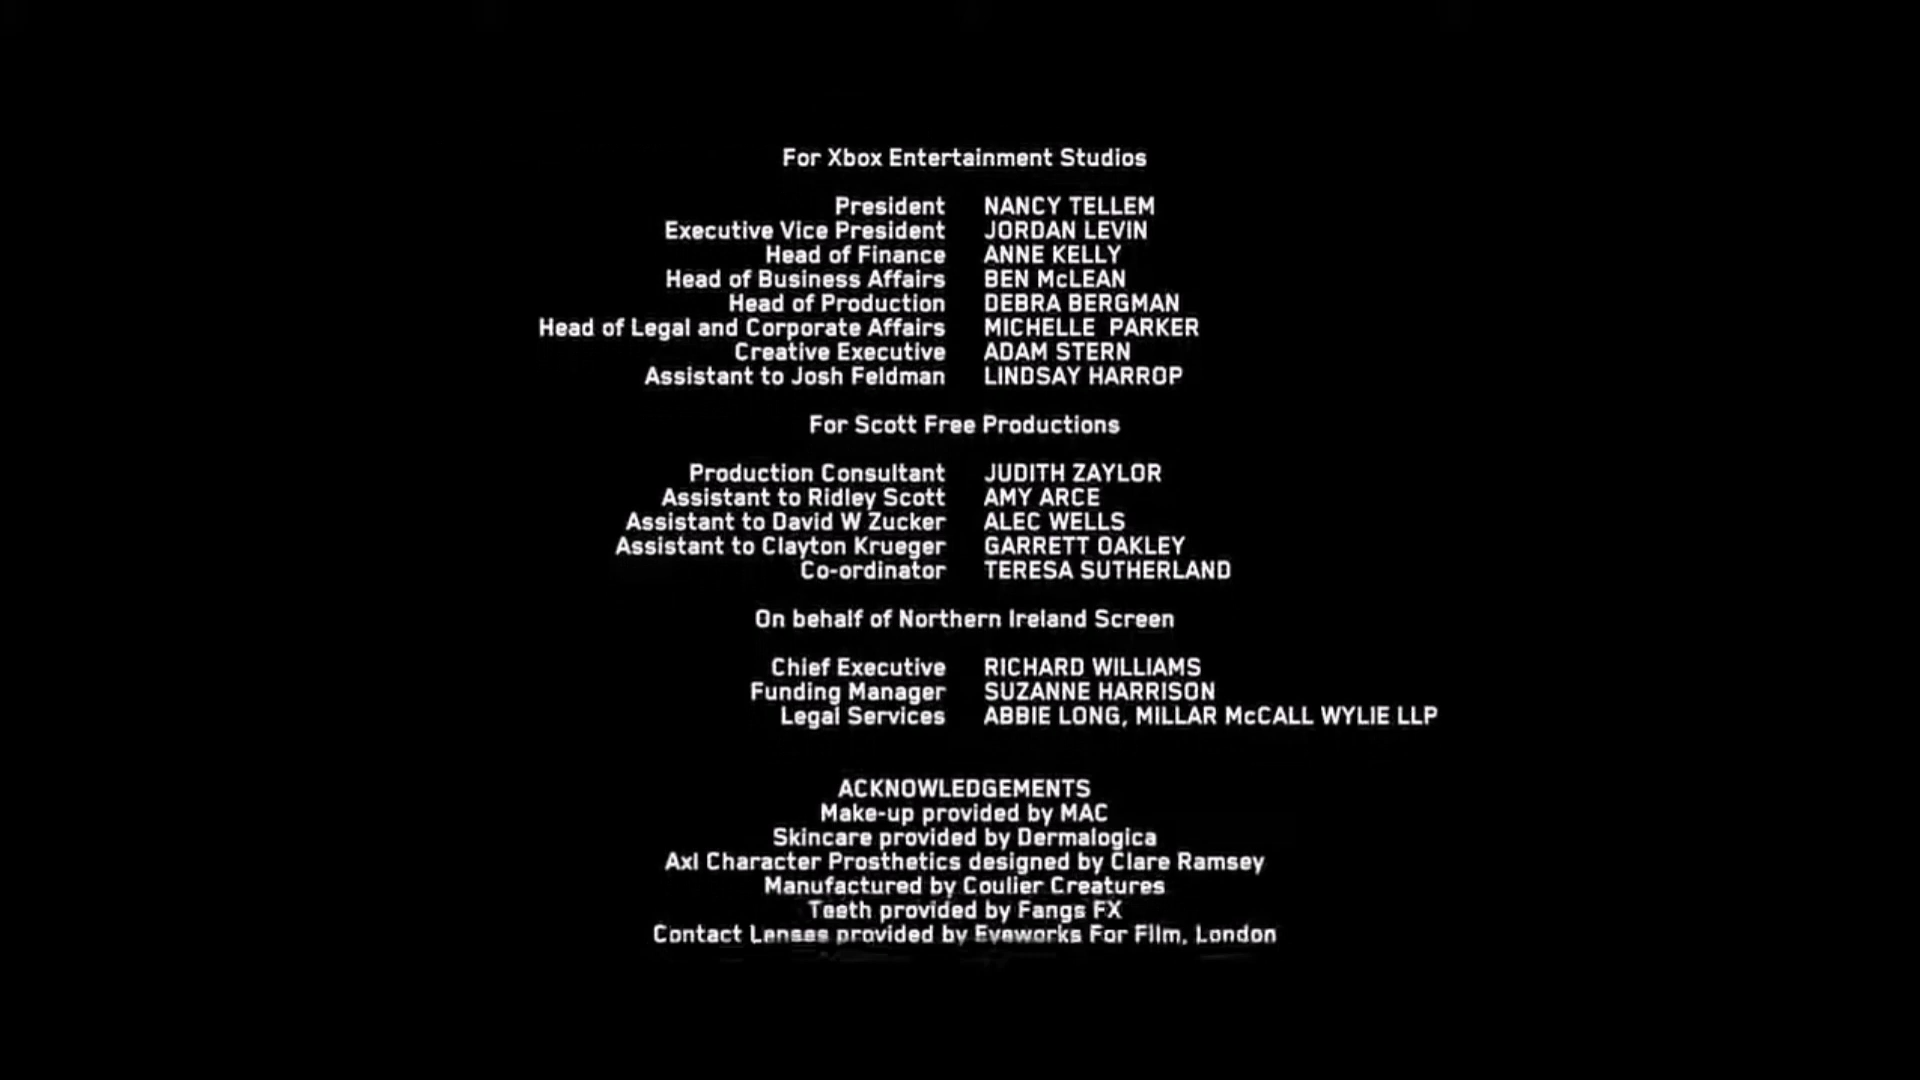 For Xbox Entertainment Studios
President NANCY TELLEM
Executive Vice President JORDAN LEVIN
Head of Finance ANNE KELLY
Head of Business Affairs BEN McLEAN
Head of Production DEBRA BERGMAN
Head of Legal and Corporate Affairs MICHELLE PARKER
Creative Executive ADAM STERN
Assistant to Josh Feldman LINDSAY HARROP
For Scott Free Productions
Production Consultant JUDITH ZAYLOR
Assistant to Ridley Scott AMY ARCE
Assistant to David W Zucker ALEC WELLS
Assistant to Clayton Krueger GARRETT OAKLEY
Co-ordinator TERESA SUTHERLAND
On behalf of Northern Ireland Screen
Chief Executive RICHARD WILLIAMS
Funding Manager SUZANNE HARRISON
Legal Services ABBIE LONG, MILLAR McCALL WYLIE LLP
ACKNOWLEDGEMENTS
Make-up provided by MAC
Skincare provided by Dermalogica
Axl Character Prosthetics designed by Clare Ramsey
Manufactured by Coulier Creatures
Teeth provided by Fangs FX
Contact Lenses provided by Eyeworks For Film, London